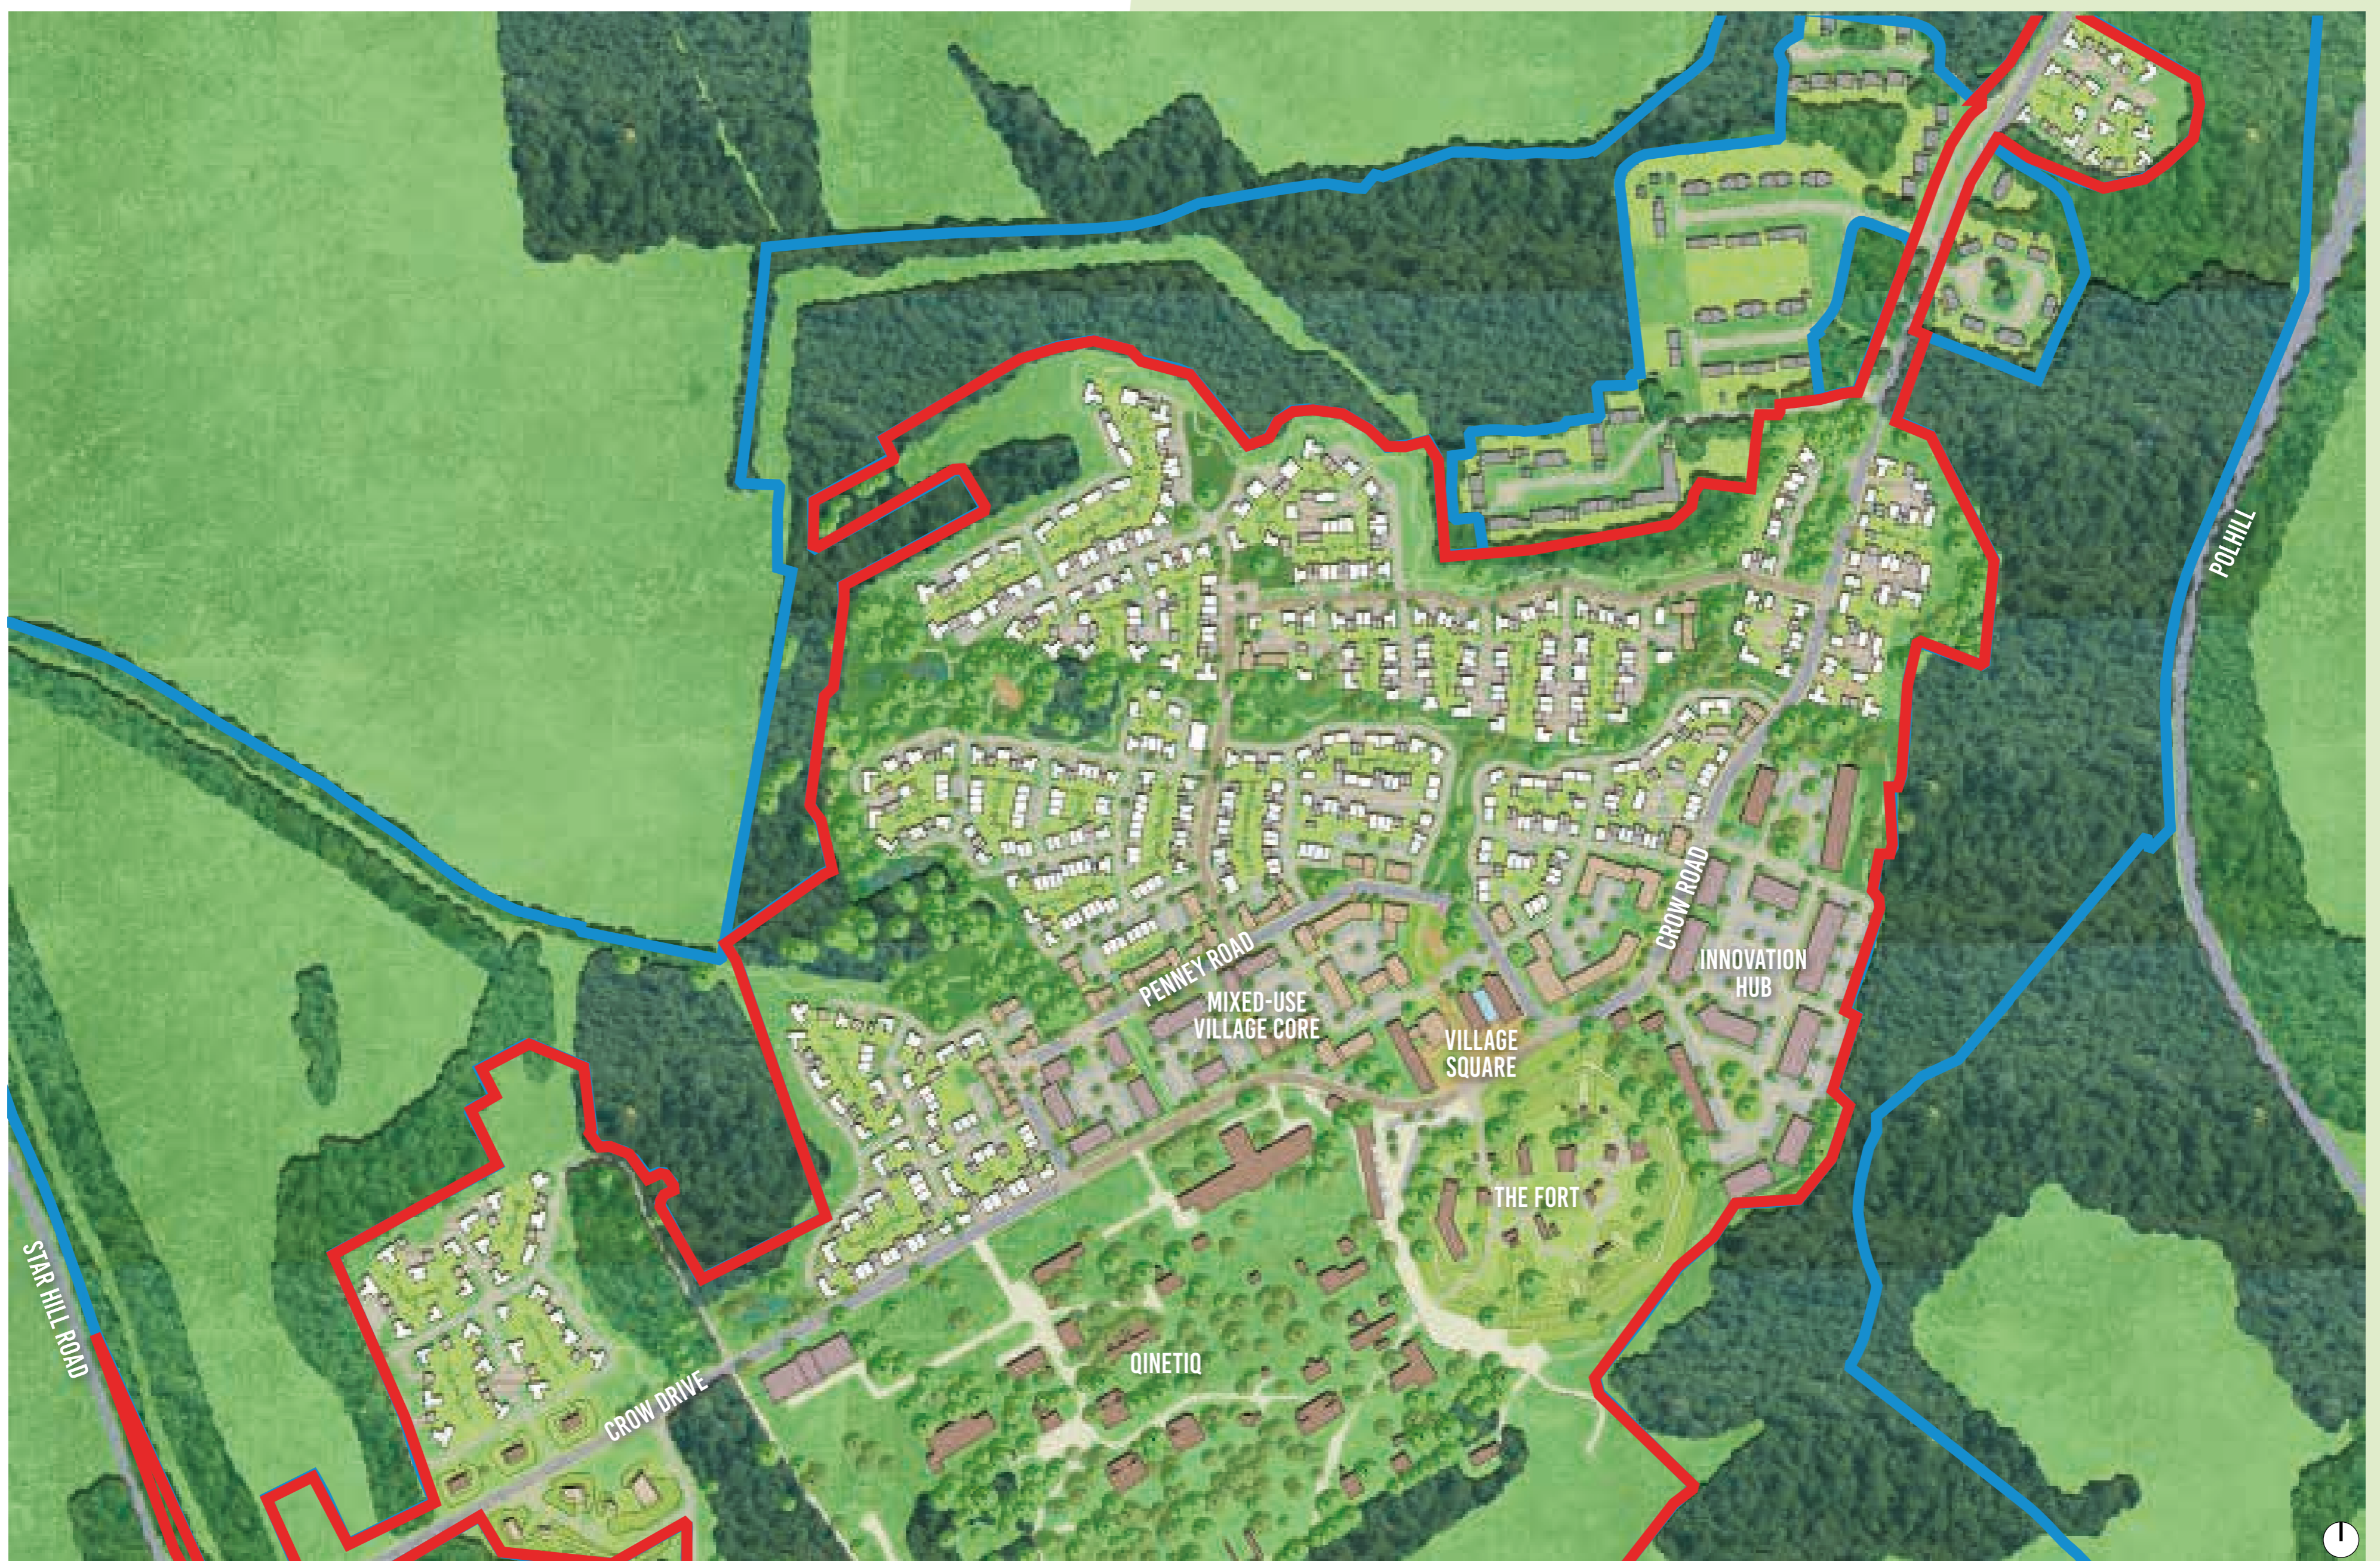 POLHILL
CROW ROAD
PENNEY ROAD
INNOVATION
HUB
MIXED-USE
VILLAGE CORE
VILLAGE
SQUARE
THE FORT
STAR HILL ROAD
QINETIQ
CROW DRIVE